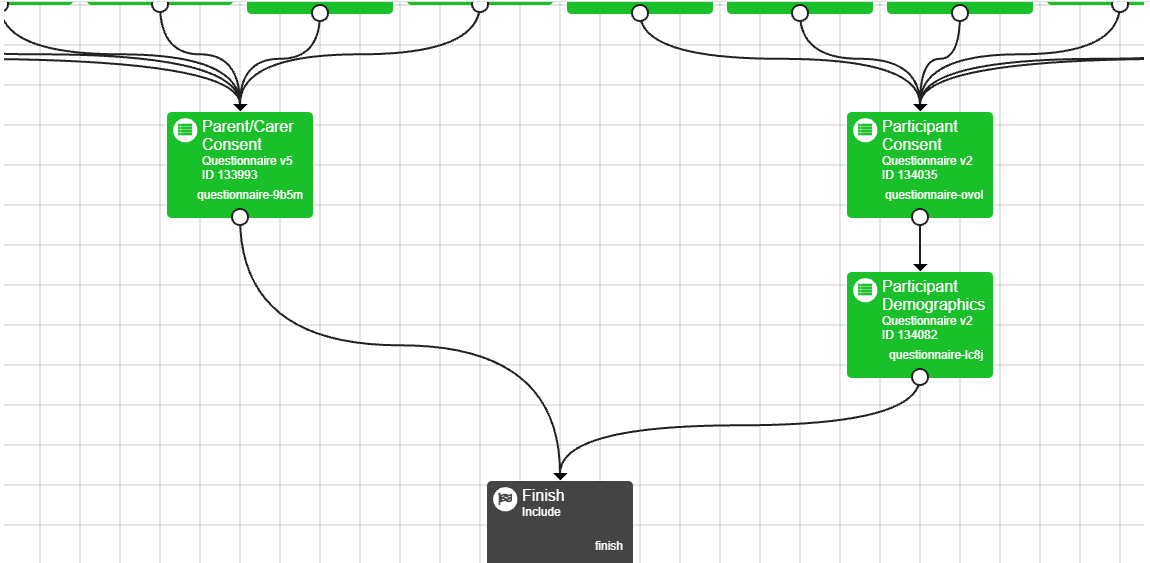 Parent/Carer
Consent
Questionnaire v5
ID 133993
questionnaire-9b5m
Participant
Consent
Questionnaire v2
ID 134035
questionnaire-ovol
Participant
Demographics
Questionnaire v2
ID 134082
questionnaire-lc8j
Finish
Include
finish